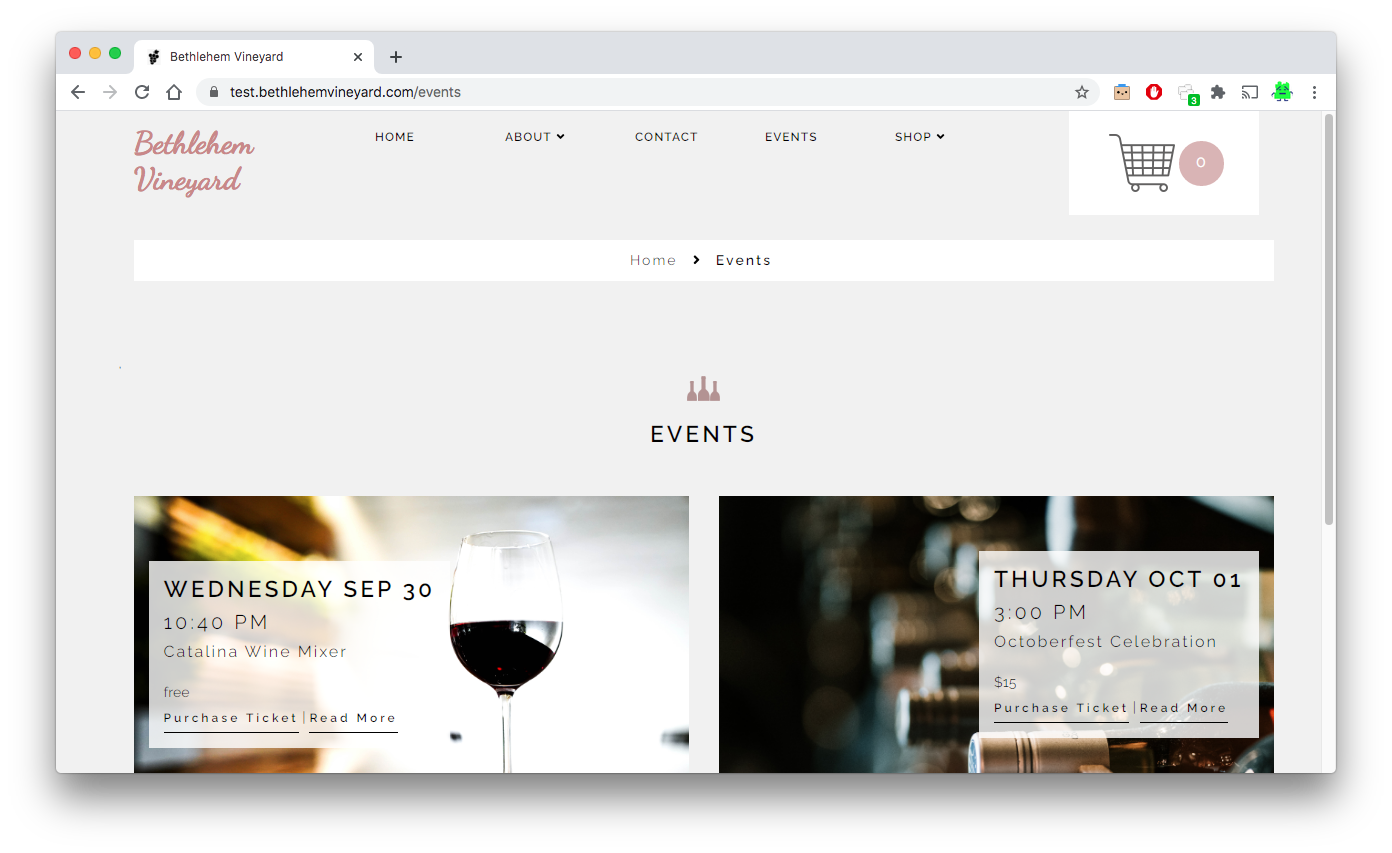 Bethlehem Vineyard
test.bethlehemvineyard.com/events
3
Bethlehem
Vineyard
HOME
ABOUT
CONTACT
EVENTS
SHOP
0
Home
Events
EVENTS
WEDNESDAY SEP 30
10:40 PM
Catalina Wine Mixer
free
Purchase Ticket | Read More
THURSDAY OCT 01
3:00 PM
Octoberfest Celebration
$15
Purchase Ticket | Read More